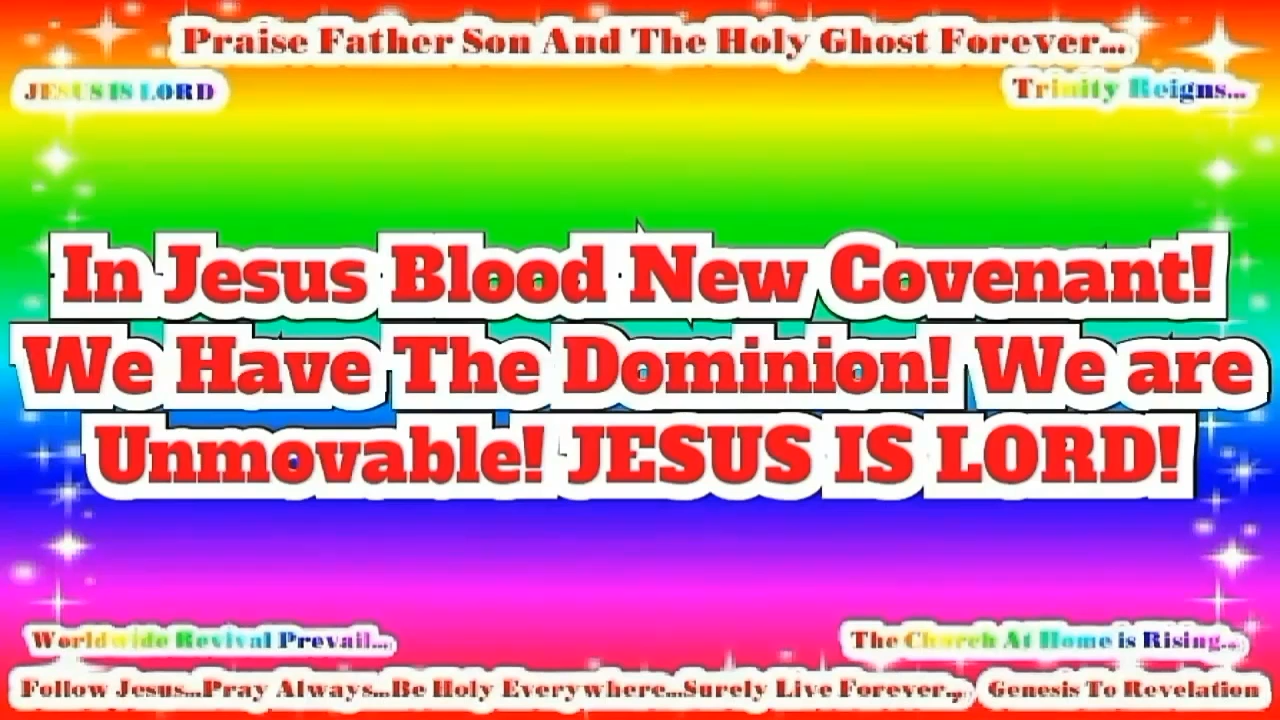 Praise Father Son And The Holy Ghost Forever...
JESUS IS LORD
Trinity Reigns...
In Jesus Blood New Covenant!
We Have The Dominion! We are
Unmovable! JESUS IS LORD!
Worldwide Revival Prevail...
The Church At Home is Rising...
Follow Jesus...Pray Always...Be Holy Everywhere...Surely Live Forever...
Genesis To Revelation